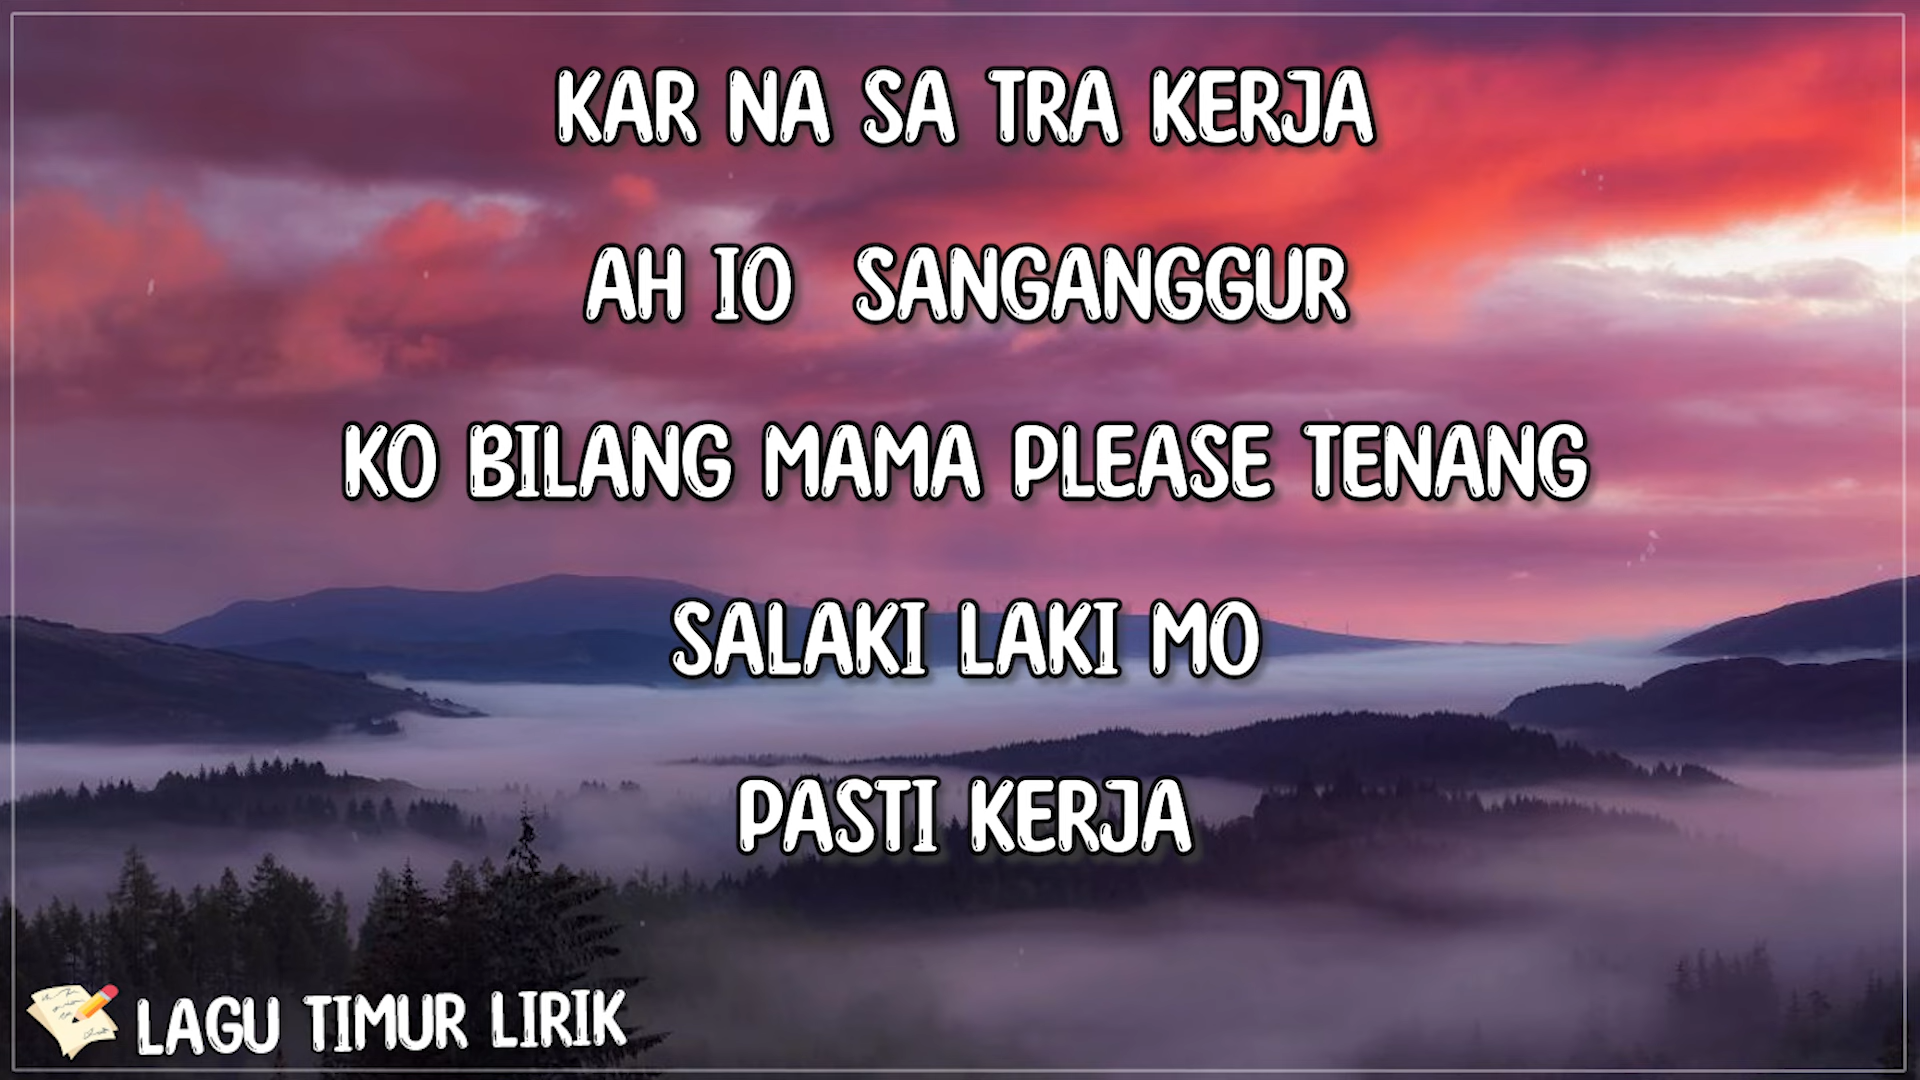 KAR NA SA TRA KERJA
AH IO SANGANGGUR
KO BILANG MAMA PLEASE TENANG
SALAKI LAKI MO
PASTI KERJA
LAGU TIMUR LIRIK